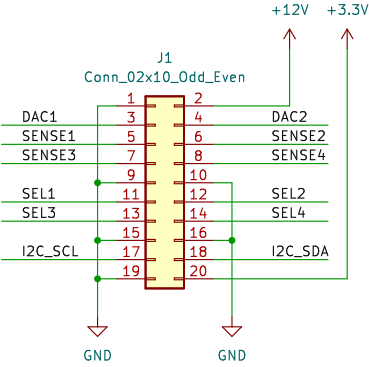 +12V +3.3V
J1
Conn_02x10_Odd_Even
1 2
DAC1 3 4 DAC2
SENSE1 5 6 SENSE2
SENSE3 7 8 SENSE4
9 10
SEL1 11 12 SEL2
SEL3 13 14 SEL4
15 16
I2C_SCL 17 18 I2C_SDA
19 20
GND GND